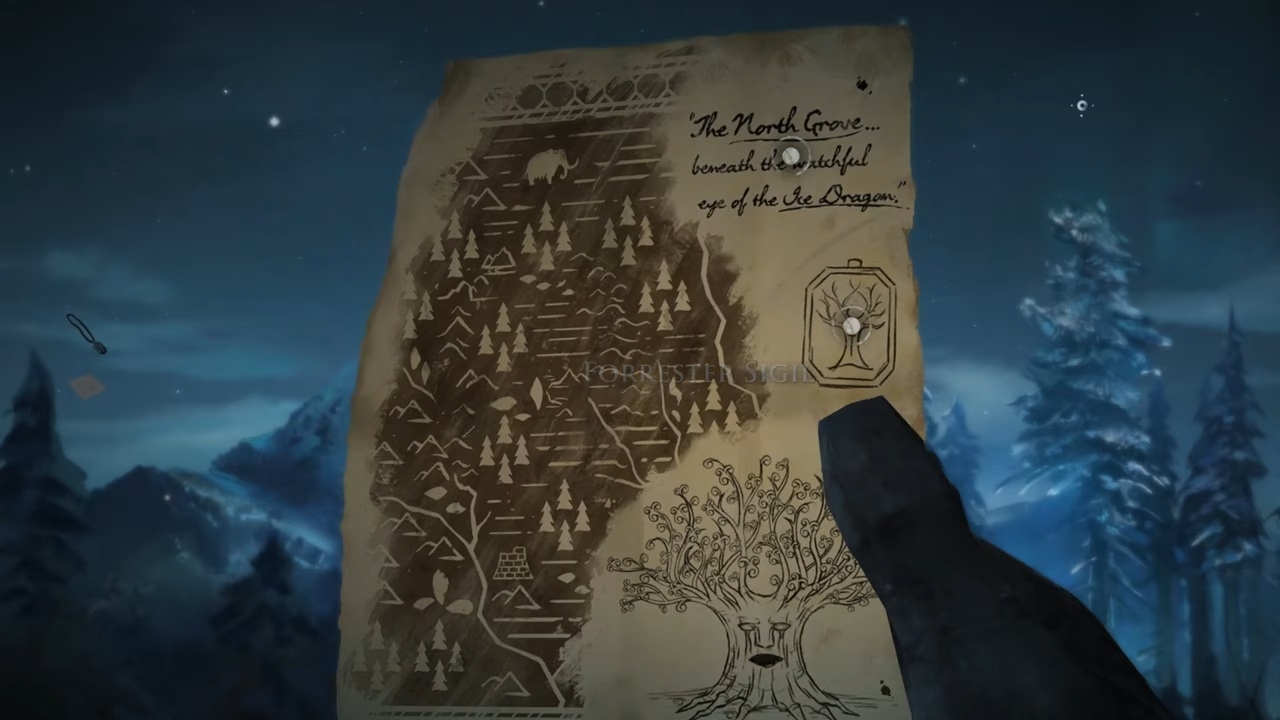 "The North Grove...
beneath the watchful
eye of the Ice Dragon."
FORRESTER SIGIL